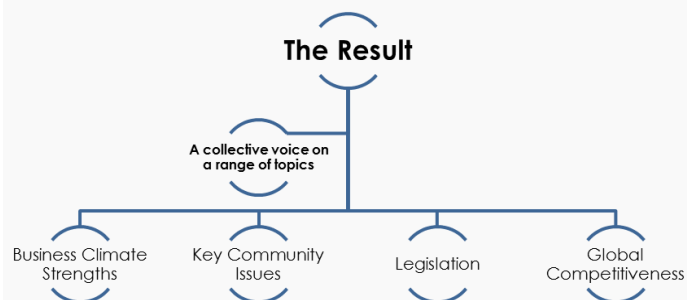 The Result
A collective voice on
a range of topics
Business Climate
Strengths
Key Community
Issues
Legislation
Global
Competitiveness